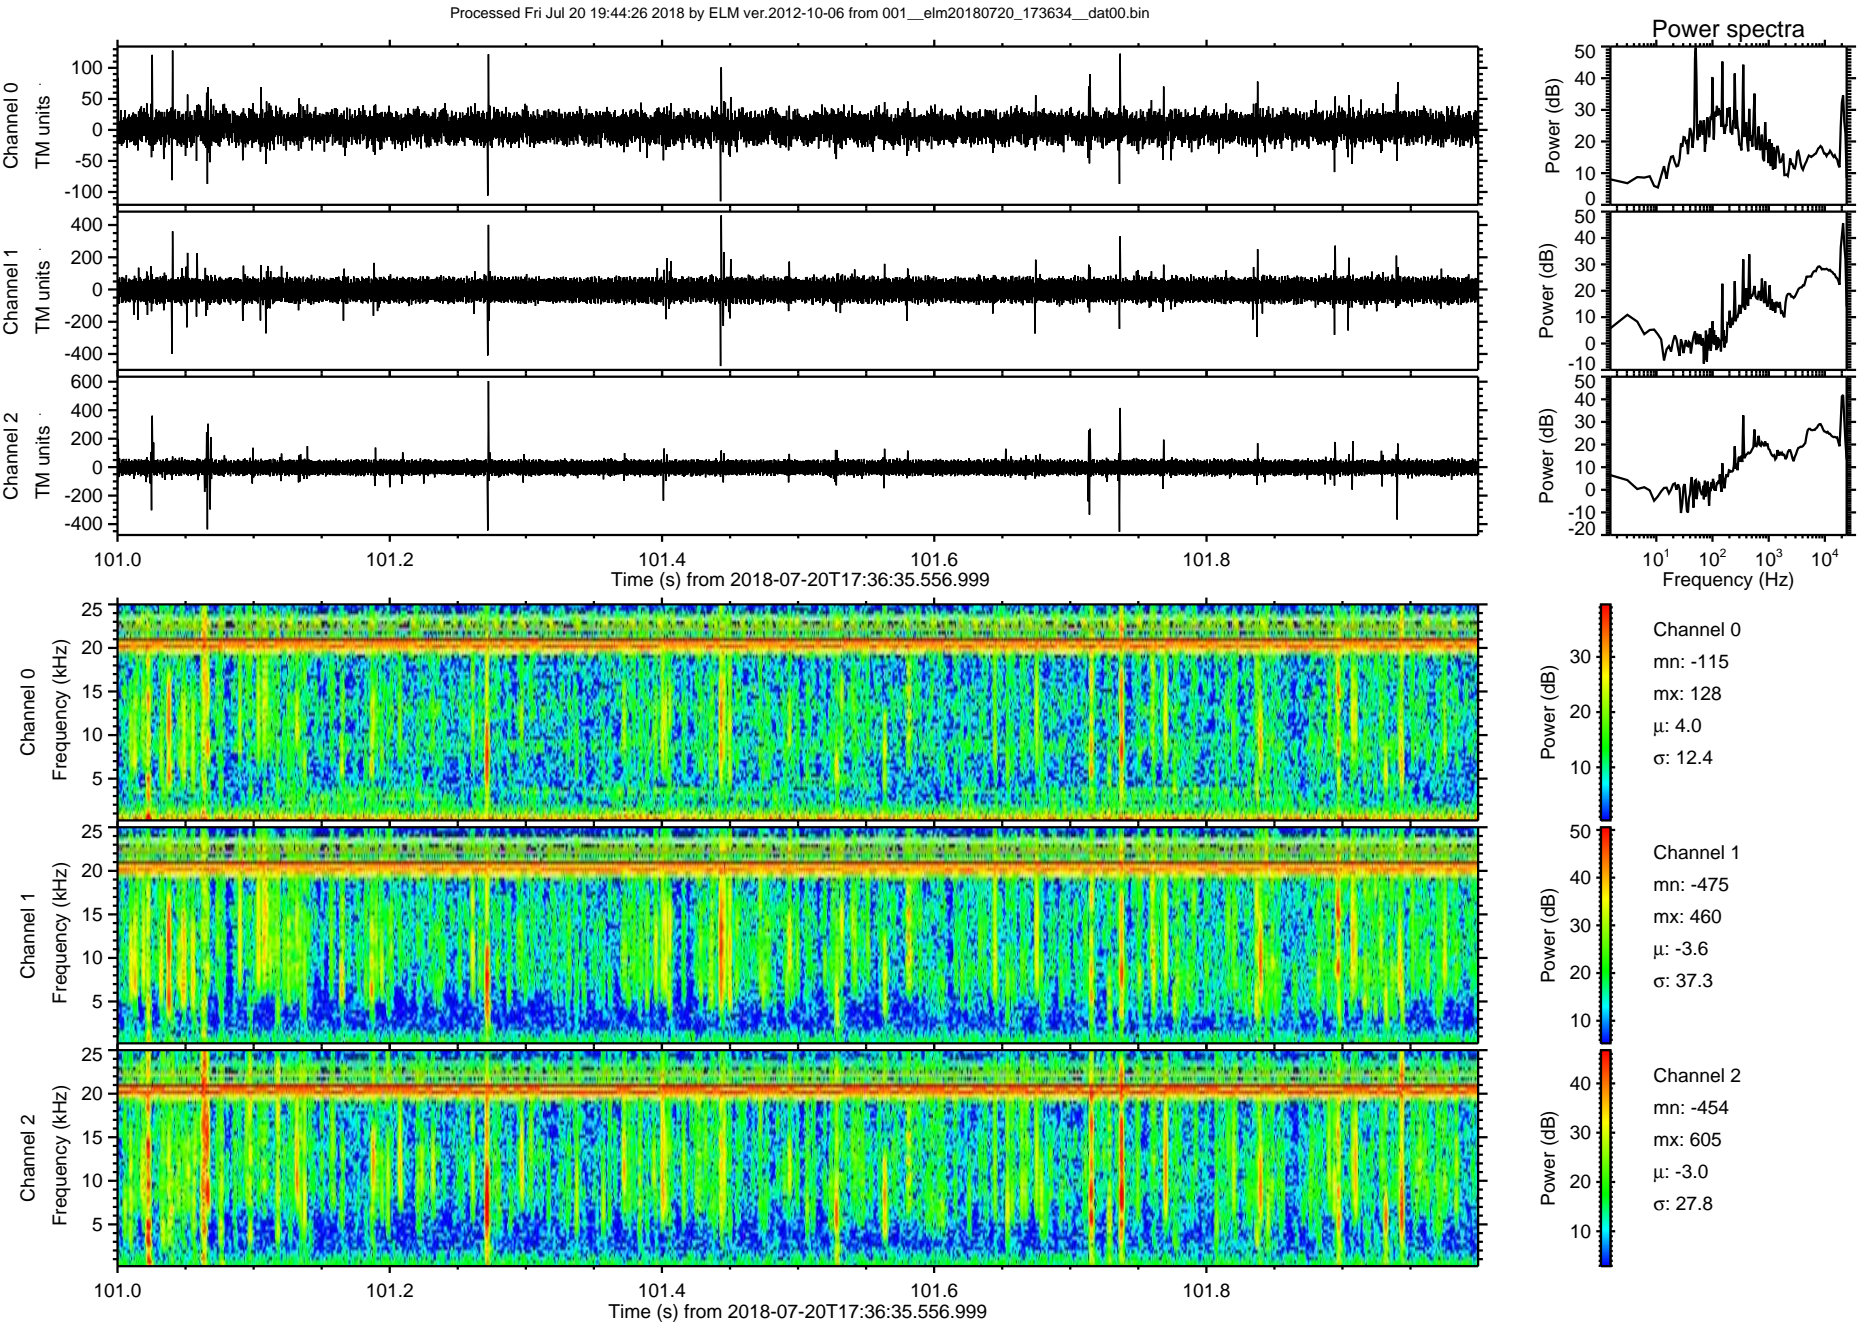 Processed Fri Jul 20 19:44:26 2018 by ELM ver.2012-10-06 from 001__elm20180720_173634__dat00.bin
Power spectra
Channel 0
TM units
100
50
0
-50
-100
Power (dB)
50
40
30
20
10
0
Channel 1
TM units
400
200
0
-200
-400
Power (dB)
50
40
30
20
10
0
-10
Channel 2
TM units
600
400
200
0
-200
-400
Power (dB)
50
40
30
20
10
0
-10
-20
101.0 101.2 101.4 101.6 101.8
Time (s) from 2018-07-20T17:36:35.556.999
10^1 10^2 10^3 10^4
Frequency (Hz)
Channel 0
Frequency (kHz)
25
20
15
10
5
Power (dB)
30
20
10
Channel 0
mn: -115
mx: 128
μ: 4.0
σ: 12.4
Channel 1
Frequency (kHz)
25
20
15
10
5
Power (dB)
50
40
30
20
10
Channel 1
mn: -475
mx: 460
μ: -3.6
σ: 37.3
Channel 2
Frequency (kHz)
25
20
15
10
5
Power (dB)
40
30
20
10
Channel 2
mn: -454
mx: 605
μ: -3.0
σ: 27.8
101.0 101.2 101.4 101.6 101.8
Time (s) from 2018-07-20T17:36:35.556.999